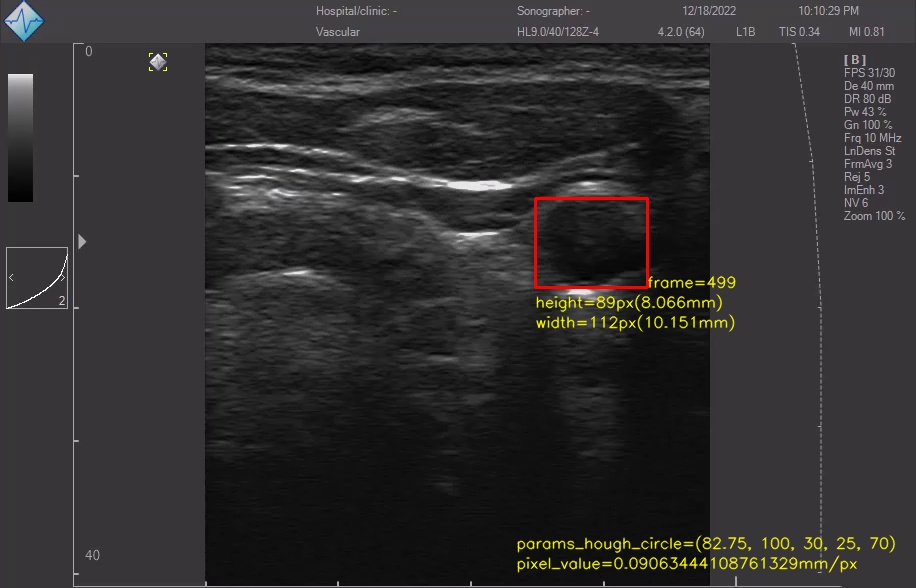 Hospital/clinic: - Sonographer: - 12/18/2022 10:10:29 PM
Vascular HL9.0/40/128Z-4 4.2.0 (64) L1B TIS 0.34 MI 0.81
0
[ B ]
FPS 31/30
De 40 mm
DR 80 dB
Pw 43 %
Gn 100 %
Frq 10 MHz
LnDens St
FrmAvg 3
Rej 5
ImEnh 3
NV 6
Zoom 100 %
2
frame=499
height=89px(8.066mm)
width=112px(10.151mm)
params_hough_circle=(82.75, 100, 30, 25, 70)
40
pixel_value=0.09063444108761329mm/px